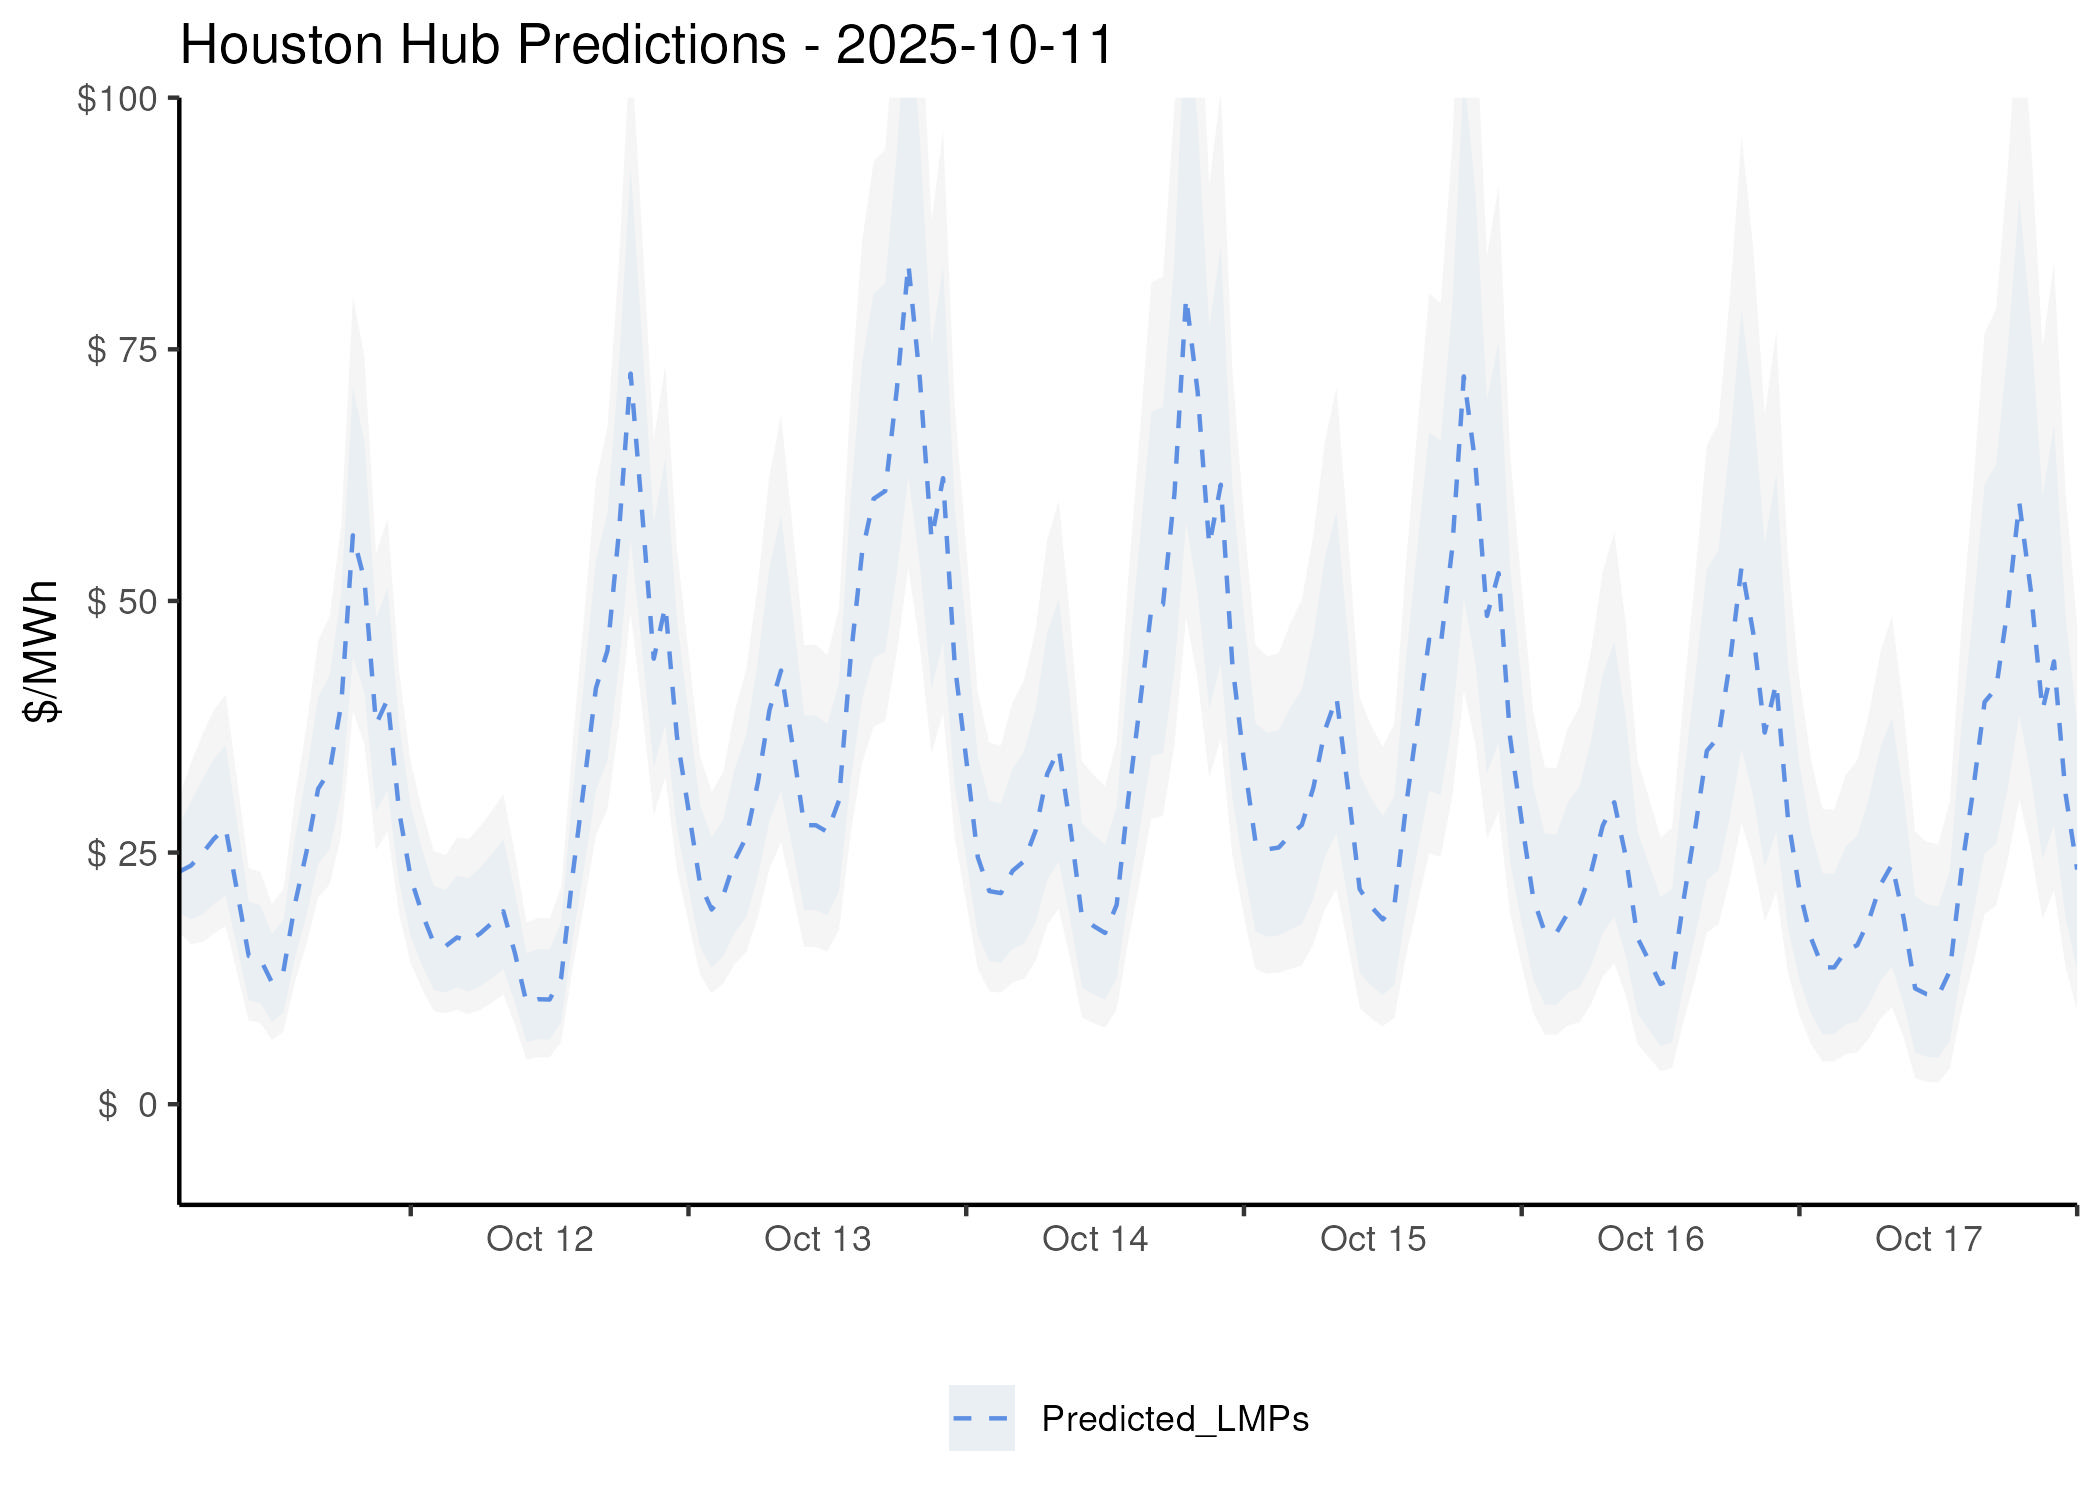 Houston Hub Predictions - 2025-10-11
$100
$ 75
$ 50
$ 25
$ 0
$/MWh
Oct 12 Oct 13 Oct 14 Oct 15 Oct 16 Oct 17
Predicted_LMPs